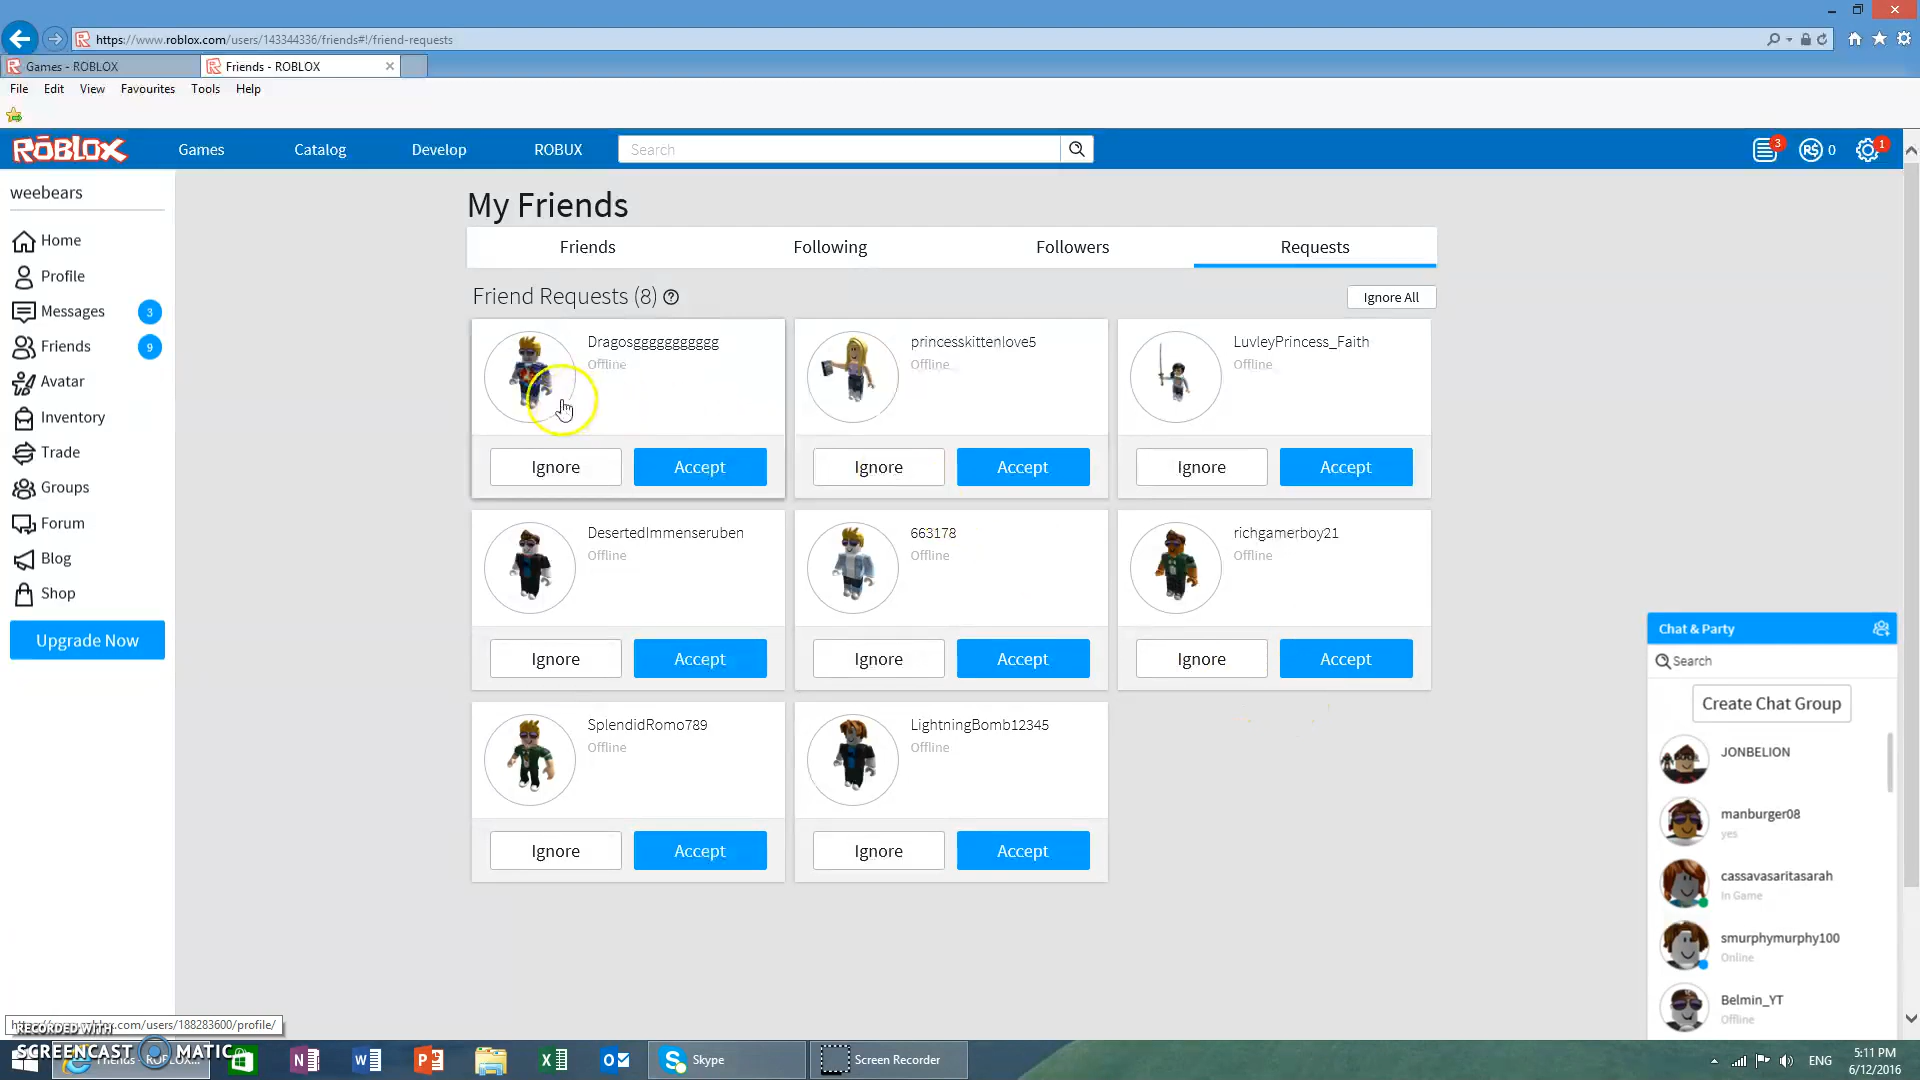 https://www.roblox.com/users/143344336/friends#!/friend-requests
Games - ROBLOX
Friends - ROBLOX
File Edit View Favourites Tools Help
ROBLOX Games Catalog Develop ROBUX Search 3 R$ 0 1
weebears
Home
Profile
Messages 3
Friends 9
Avatar
Inventory
Trade
Groups
Forum
Blog
Shop
Upgrade Now
My Friends
Friends Following Followers Requests
Friend Requests (8) ?
Ignore All
Dragosggggggggggg
Offline
Ignore Accept
princesskittenlove5
Offline
Ignore Accept
LuvleyPrincess_Faith
Offline
Ignore Accept
DesertedImmenseruben
Offline
Ignore Accept
663178
Offline
Ignore Accept
richgamerboy21
Offline
Ignore Accept
SplendidRomo789
Offline
Ignore Accept
LightningBomb12345
Offline
Ignore Accept
Chat & Party
Search
Create Chat Group
JONBELION
manburger08
yes
cassavasaritasarah
In Game
smurphymurphy100
Online
Belmin_YT
Offline
.com/users/188283600/profile/
RECORDED WITH
SCREENCAST MATIC
Skype
Screen Recorder
ENG
5:11 PM
6/12/2016